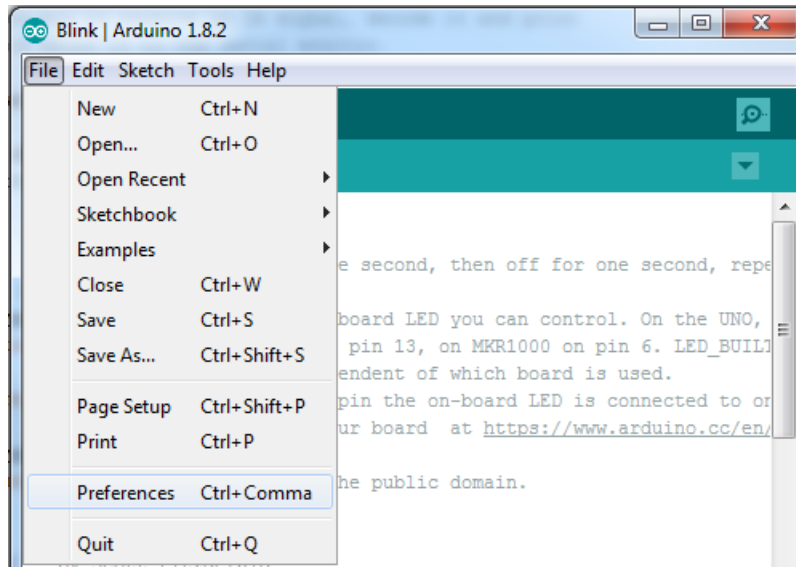 Blink | Arduino 1.8.2
File Edit Sketch Tools Help
New Ctrl+N
Open... Ctrl+O
Open Recent
Sketchbook
Examples
e second, then off for one second, repe
Close Ctrl+W
Save Ctrl+S
board LED you can control. On the UNO,
Save As... Ctrl+Shift+S
pin 13, on MKR1000 on pin 6. LED_BUILI
endent of which board is used.
Page Setup Ctrl+Shift+P
pin the on-board LED is connected to on
Print Ctrl+P
ur board at https://www.arduino.cc/en/
Preferences Ctrl+Comma
he public domain.
Quit Ctrl+Q